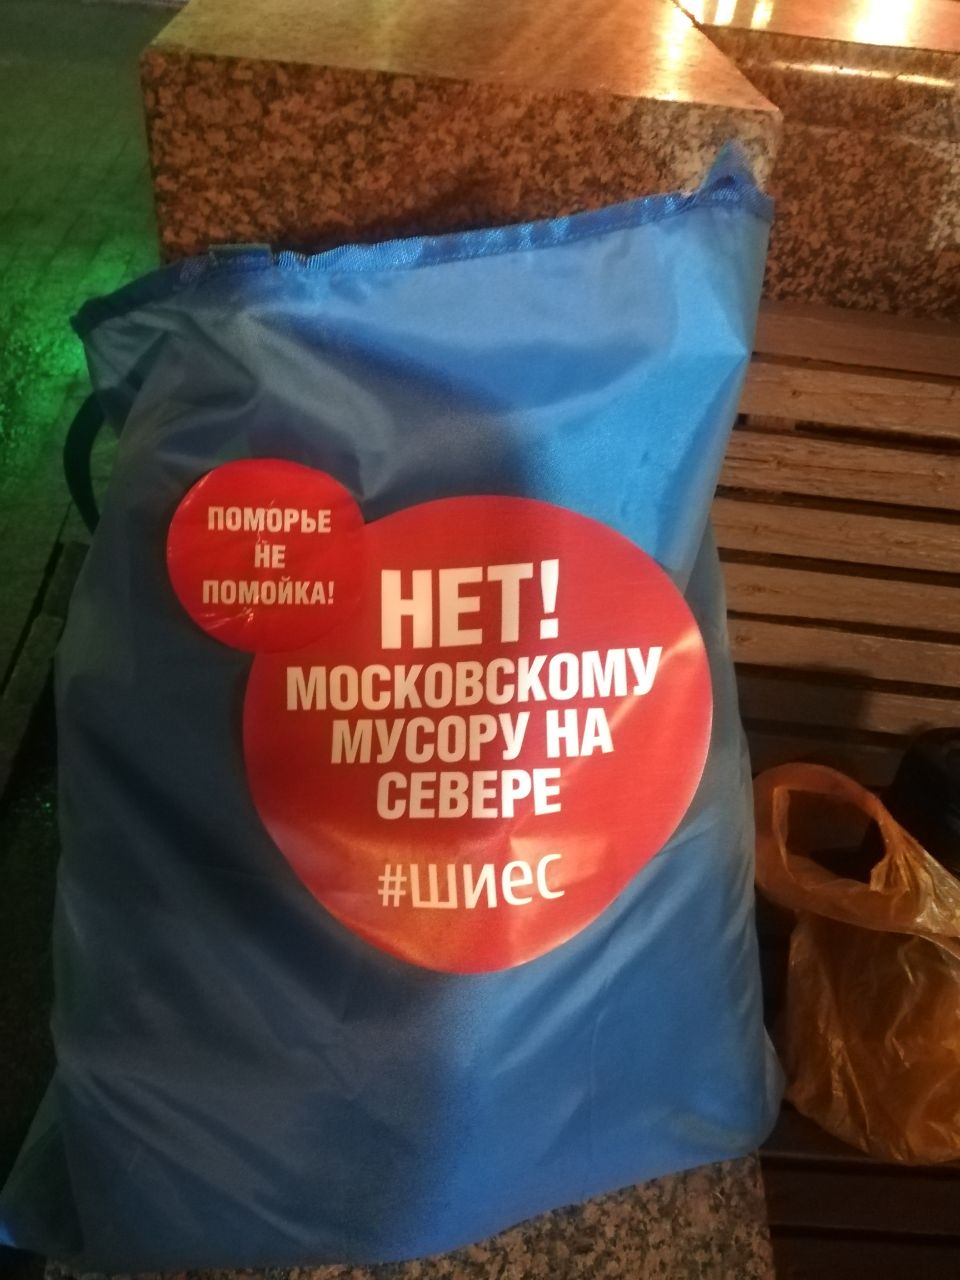 ПОМОРЬЕ
НЕ
ПОМОЙКА!
НЕТ!
МОСКОВСКОМУ
МУСОРУ НА
СЕВЕРЕ
#шиес